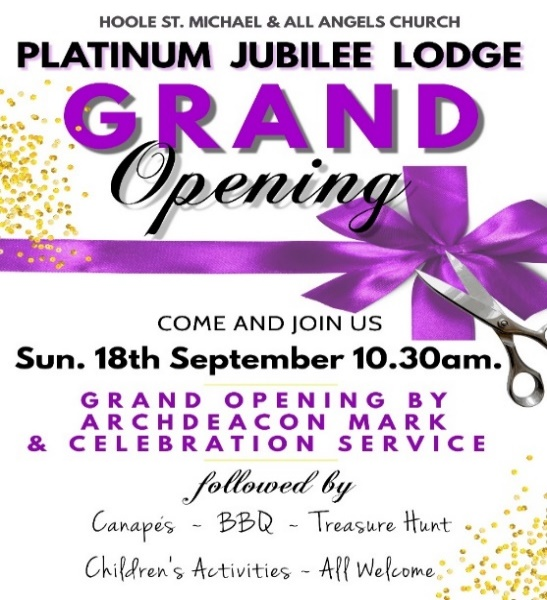 HOOLE ST. MICHAEL & ALL ANGELS CHURCH
PLATINUM JUBILEE LODGE
GRAND
Opening
COME AND JOIN US
Sun. 18th September 10.30am.
GRAND OPENING BY
ARCHDEACON MARK
& CELEBRATION SERVICE
followed by
Canapés ~ BBQ ~ Treasure Hunt
Children's Activities ~ All Welcome